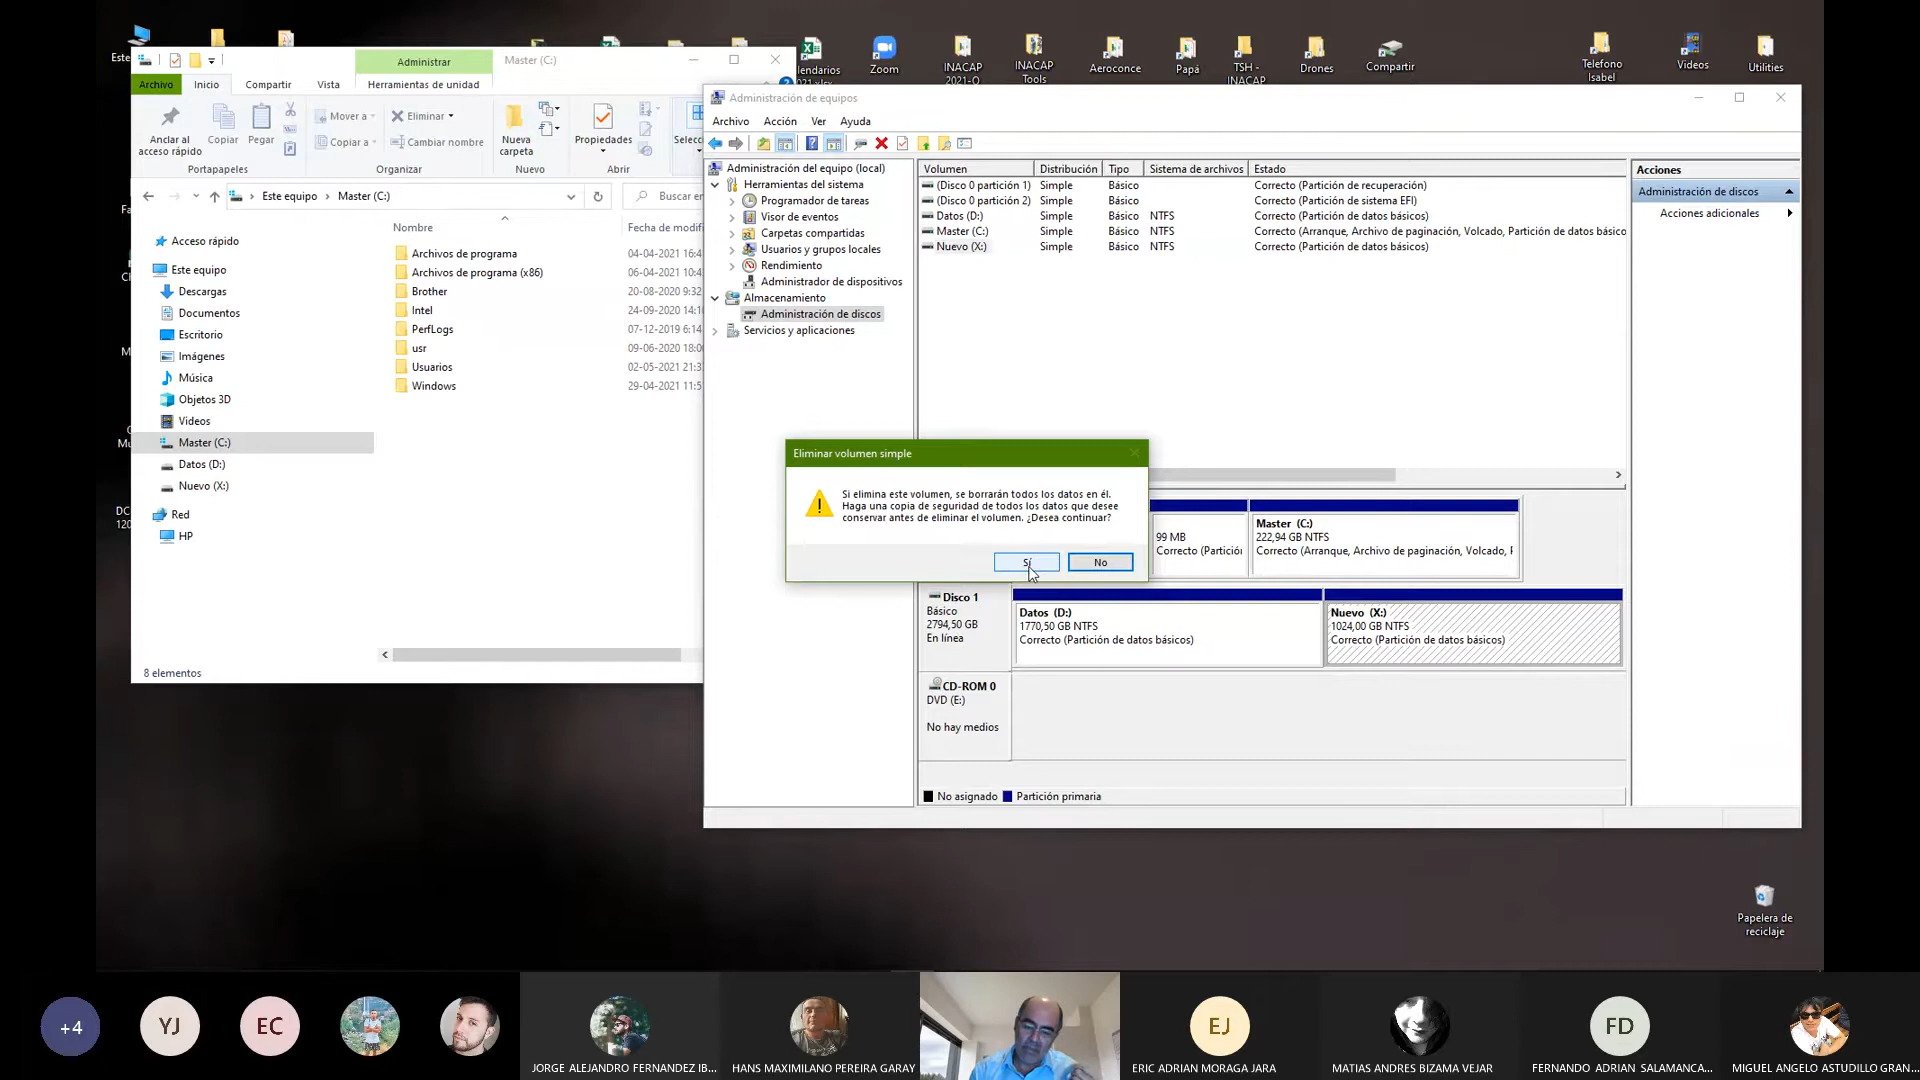 Este
lendarios
2021.xlsx
Zoom
INACAP
2021-O
INACAP
Tools
Aeroconce
Papá
TSH -
INACAP
Drones
Compartir
Telefono
Isabel
Videos
Utilities
Administrar
Master (C:)
Archivo
Inicio
Compartir
Vista
Herramientas de unidad
Anclar al
acceso rápido
Copiar
Pegar
Mover a
Copiar a
Eliminar
Cambiar nombre
Nueva
carpeta
Propiedades
Selecc
Portapapeles
Organizar
Nuevo
Abrir
Este equipo
Master (C:)
Buscar en
Nombre
Fecha de modifi
Acceso rápido
Este equipo
Descargas
Documentos
Escritorio
Imágenes
Música
Objetos 3D
Videos
Master (C:)
Datos (D:)
Nuevo (X:)
Red
HP
Archivos de programa
04-04-2021 16:4
Archivos de programa (x86)
06-04-2021 10:4
Brother
20-08-2020 9:32
Intel
24-09-2020 14:1
PerfLogs
07-12-2019 6:14
usr
09-06-2020 18:0
Usuarios
02-05-2021 21:3
Windows
29-04-2021 11:5
8 elementos
Administración de equipos
Archivo
Acción
Ver
Ayuda
Administración del equipo (local)
Herramientas del sistema
Programador de tareas
Visor de eventos
Carpetas compartidas
Usuarios y grupos locales
Rendimiento
Administrador de dispositivos
Almacenamiento
Administración de discos
Servicios y aplicaciones
Volumen
Distribución
Tipo
Sistema de archivos
Estado
(Disco 0 partición 1) Simple Básico Correcto (Partición de recuperación)
(Disco 0 partición 2) Simple Básico Correcto (Partición de sistema EFI)
Datos (D:) Simple Básico NTFS Correcto (Partición de datos básicos)
Master (C:) Simple Básico NTFS Correcto (Arranque, Archivo de paginación, Volcado, Partición de datos básico
Nuevo (X:) Simple Básico NTFS Correcto (Partición de datos básicos)
Acciones
Administración de discos
Acciones adicionales
Eliminar volumen simple
Si elimina este volumen, se borrarán todos los datos en él.
Haga una copia de seguridad de todos los datos que desee
conservar antes de eliminar el volumen. ¿Desea continuar?
Sí
No
99 MB
Correcto (Partició
Master (C:)
222,94 GB NTFS
Correcto (Arranque, Archivo de paginación, Volcado, F
Disco 1
Básico
2794,50 GB
En línea
Datos (D:)
1770,50 GB NTFS
Correcto (Partición de datos básicos)
Nuevo (X:)
1024,00 GB NTFS
Correcto (Partición de datos básicos)
CD-ROM 0
DVD (E:)
No hay medios
No asignado
Partición primaria
Papelera de
reciclaje
+4
YJ
EC
EJ
FD
JORGE ALEJANDRO FERNANDEZ IB...
HANS MAXIMILANO PEREIRA GARAY
ERIC ADRIAN MORAGA JARA
MATIAS ANDRES BIZAMA VEJAR
FERNANDO ADRIAN SALAMANCA...
MIGUEL ANGELO ASTUDILLO GRAN...